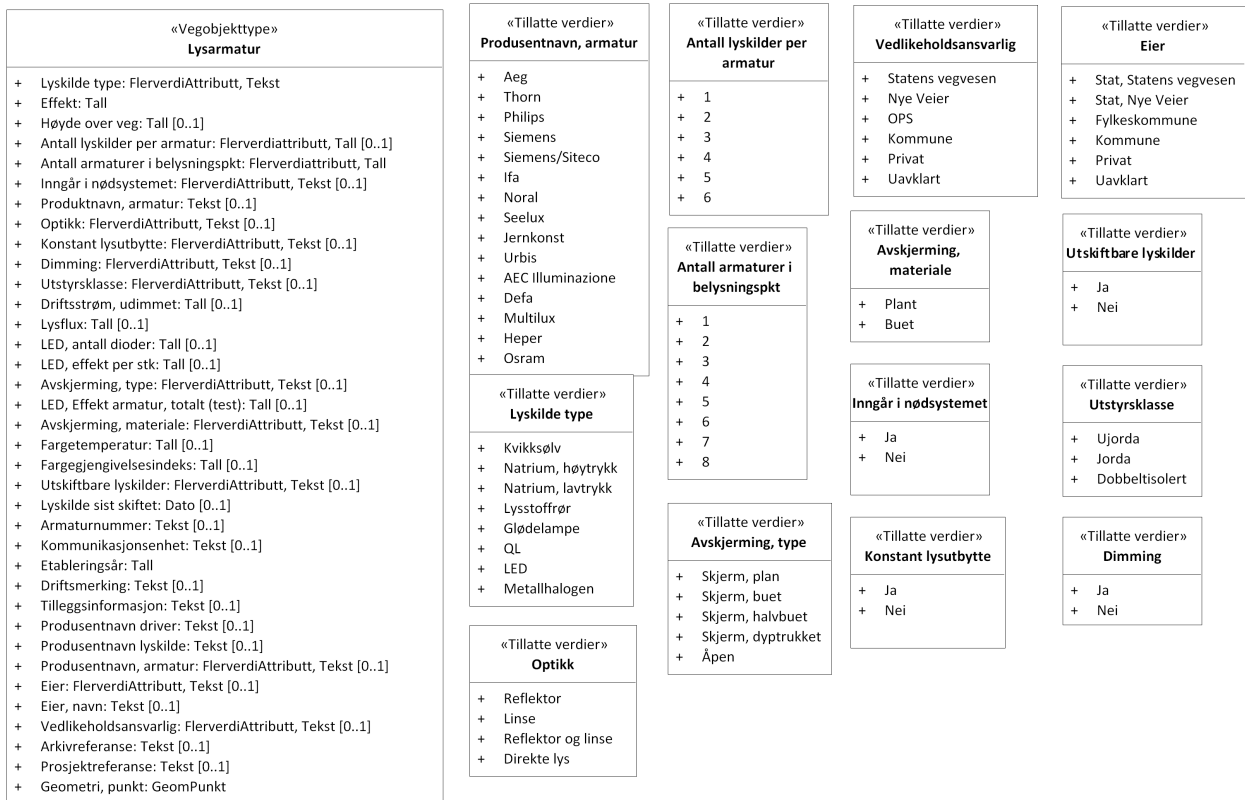 «Vegobjekttype»
Lysarmatur
+ Lyskilde type: FlerverdiAttributt, Tekst
+ Effekt: Tall
+ Høyde over veg: Tall [0..1]
+ Antall lyskilder per armatur: Flerverdiattributt, Tall [0..1]
+ Antall armaturer i belysningspkt: Flerverdiattributt, Tall
+ Inngår i nødsystemet: FlerverdiAttributt, Tekst [0..1]
+ Produktnavn, armatur: Tekst [0..1]
+ Optikk: FlerverdiAttributt, Tekst [0..1]
+ Konstant lysutbytte: FlerverdiAttributt, Tekst [0..1]
+ Dimming: FlerverdiAttributt, Tekst [0..1]
+ Utstyrsklasse: FlerverdiAttributt, Tekst [0..1]
+ Driftsstrøm, udimmet: Tall [0..1]
+ Lysflux: Tall [0..1]
+ LED, antall dioder: Tall [0..1]
+ LED, effekt per stk: Tall [0..1]
+ Avskjerming, type: FlerverdiAttributt, Tekst [0..1]
+ LED, Effekt armatur, totalt (test): Tall [0..1]
+ Avskjerming, materiale: FlerverdiAttributt, Tekst [0..1]
+ Fargetemperatur: Tall [0..1]
+ Fargegjengivelsesindeks: Tall [0..1]
+ Utskiftbare lyskilder: FlerverdiAttributt, Tekst [0..1]
+ Lyskilde sist skiftet: Dato [0..1]
+ Armaturnummer: Tekst [0..1]
+ Kommunikasjonsenhet: Tekst [0..1]
+ Etableringsår: Tall
+ Driftsmerking: Tekst [0..1]
+ Tilleggsinformasjon: Tekst [0..1]
+ Produsentnavn driver: Tekst [0..1]
+ Produsentnavn lyskilde: Tekst [0..1]
+ Produsentnavn, armatur: FlerverdiAttributt, Tekst [0..1]
+ Eier: FlerverdiAttributt, Tekst [0..1]
+ Eier, navn: Tekst [0..1]
+ Vedlikeholdsansvarlig: FlerverdiAttributt, Tekst [0..1]
+ Arkivreferanse: Tekst [0..1]
+ Prosjektreferanse: Tekst [0..1]
+ Geometri, punkt: GeomPunkt
«Tillatte verdier»
Produsentnavn, armatur
+ Aeg
+ Thorn
+ Philips
+ Siemens
+ Siemens/Siteco
+ Ifa
+ Noral
+ Seelux
+ Jernkonst
+ Urbis
+ AEC Illuminazione
+ Defa
+ Multilux
+ Heper
+ Osram
«Tillatte verdier»
Lyskilde type
+ Kvikksølv
+ Natrium, høytrykk
+ Natrium, lavtrykk
+ Lysstoffrør
+ Glødelampe
+ QL
+ LED
+ Metallhalogen
«Tillatte verdier»
Optikk
+ Reflektor
+ Linse
+ Reflektor og linse
+ Direkte lys
«Tillatte verdier»
Antall lyskilder per
armatur
+ 1
+ 2
+ 3
+ 4
+ 5
+ 6
«Tillatte verdier»
Antall armaturer i
belysningspkt
+ 1
+ 2
+ 3
+ 4
+ 5
+ 6
+ 7
+ 8
«Tillatte verdier»
Avskjerming, type
+ Skjerm, plan
+ Skjerm, buet
+ Skjerm, halvbuet
+ Skjerm, dyptrukket
+ Åpen
«Tillatte verdier»
Vedlikeholdsansvarlig
+ Statens vegvesen
+ Nye Veier
+ OPS
+ Kommune
+ Privat
+ Uavklart
«Tillatte verdier»
Avskjerming,
materiale
+ Plant
+ Buet
«Tillatte verdier»
Inngår i nødsystemet
+ Ja
+ Nei
«Tillatte verdier»
Konstant lysutbytte
+ Ja
+ Nei
«Tillatte verdier»
Eier
+ Stat, Statens vegvesen
+ Stat, Nye Veier
+ Fylkeskommune
+ Kommune
+ Privat
+ Uavklart
«Tillatte verdier»
Utskiftbare lyskilder
+ Ja
+ Nei
«Tillatte verdier»
Utstyrsklasse
+ Ujorda
+ Jorda
+ Dobbeltisolert
«Tillatte verdier»
Dimming
+ Ja
+ Nei